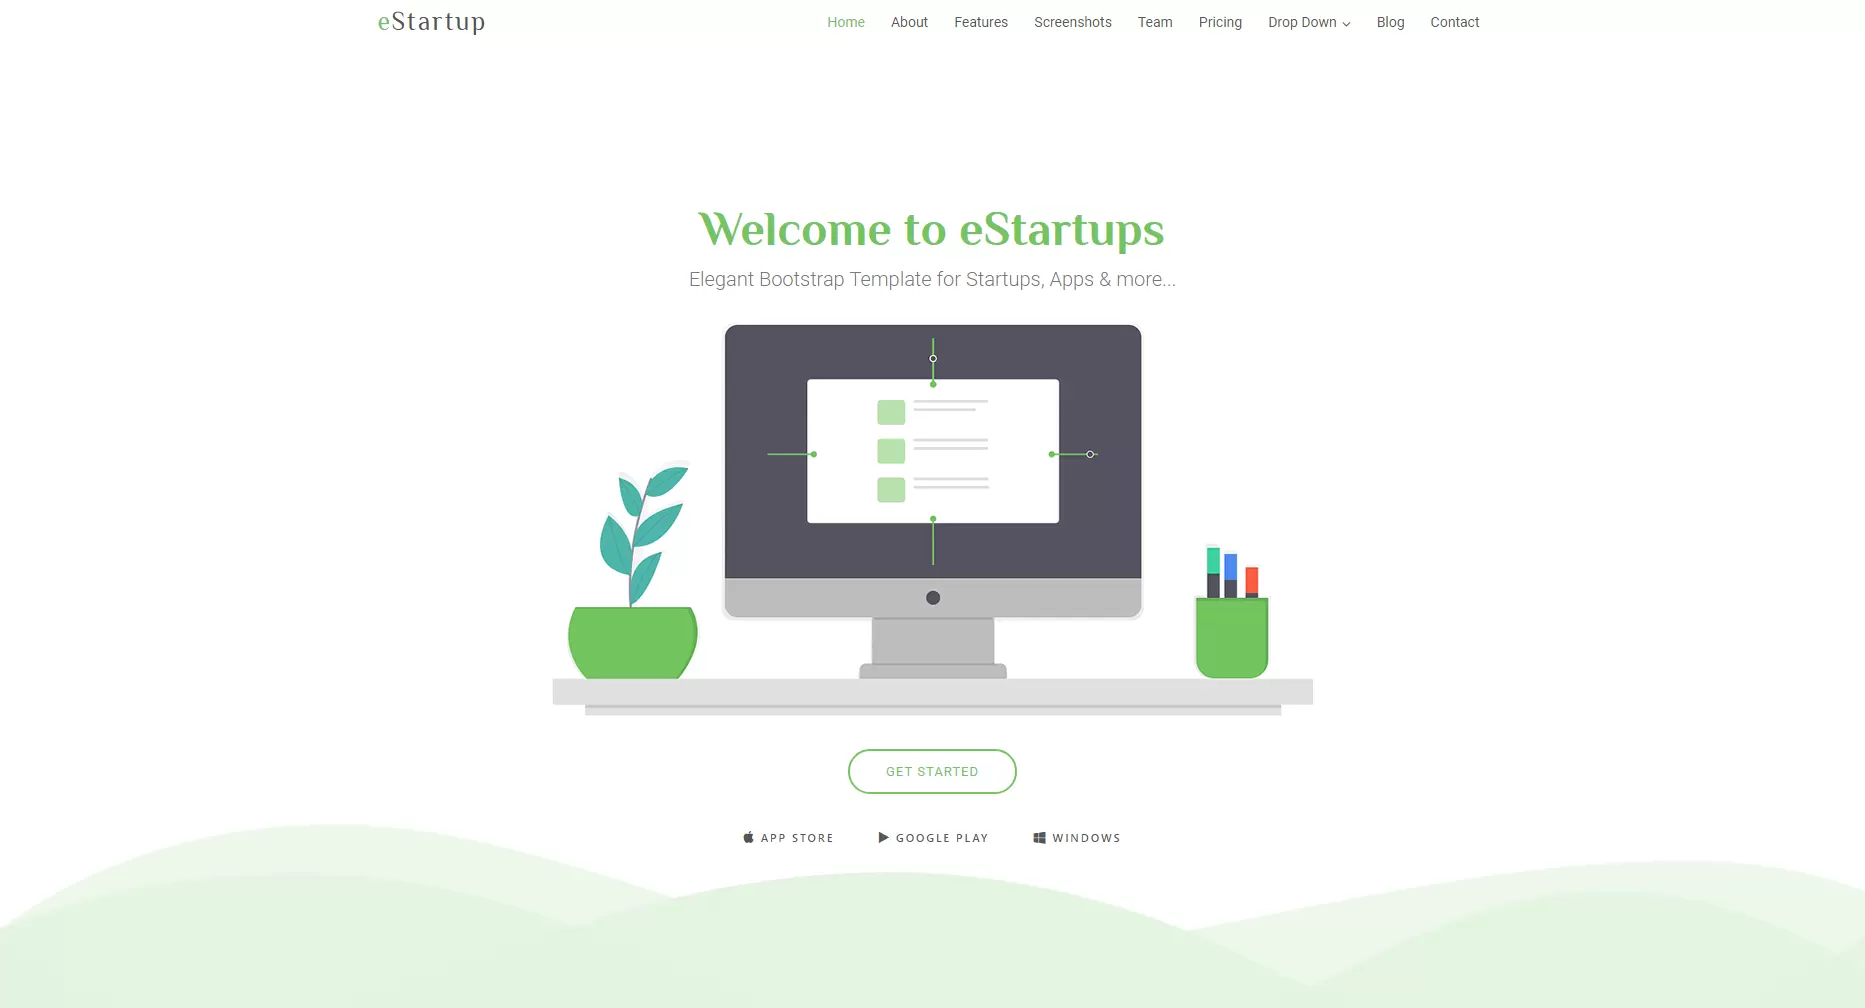 eStartup
Home About Features Screenshots Team Pricing Drop Down Blog Contact
Welcome to eStartups
Elegant Bootstrap Template for Startups, Apps & more...
GET STARTED
APP STORE GOOGLE PLAY WINDOWS